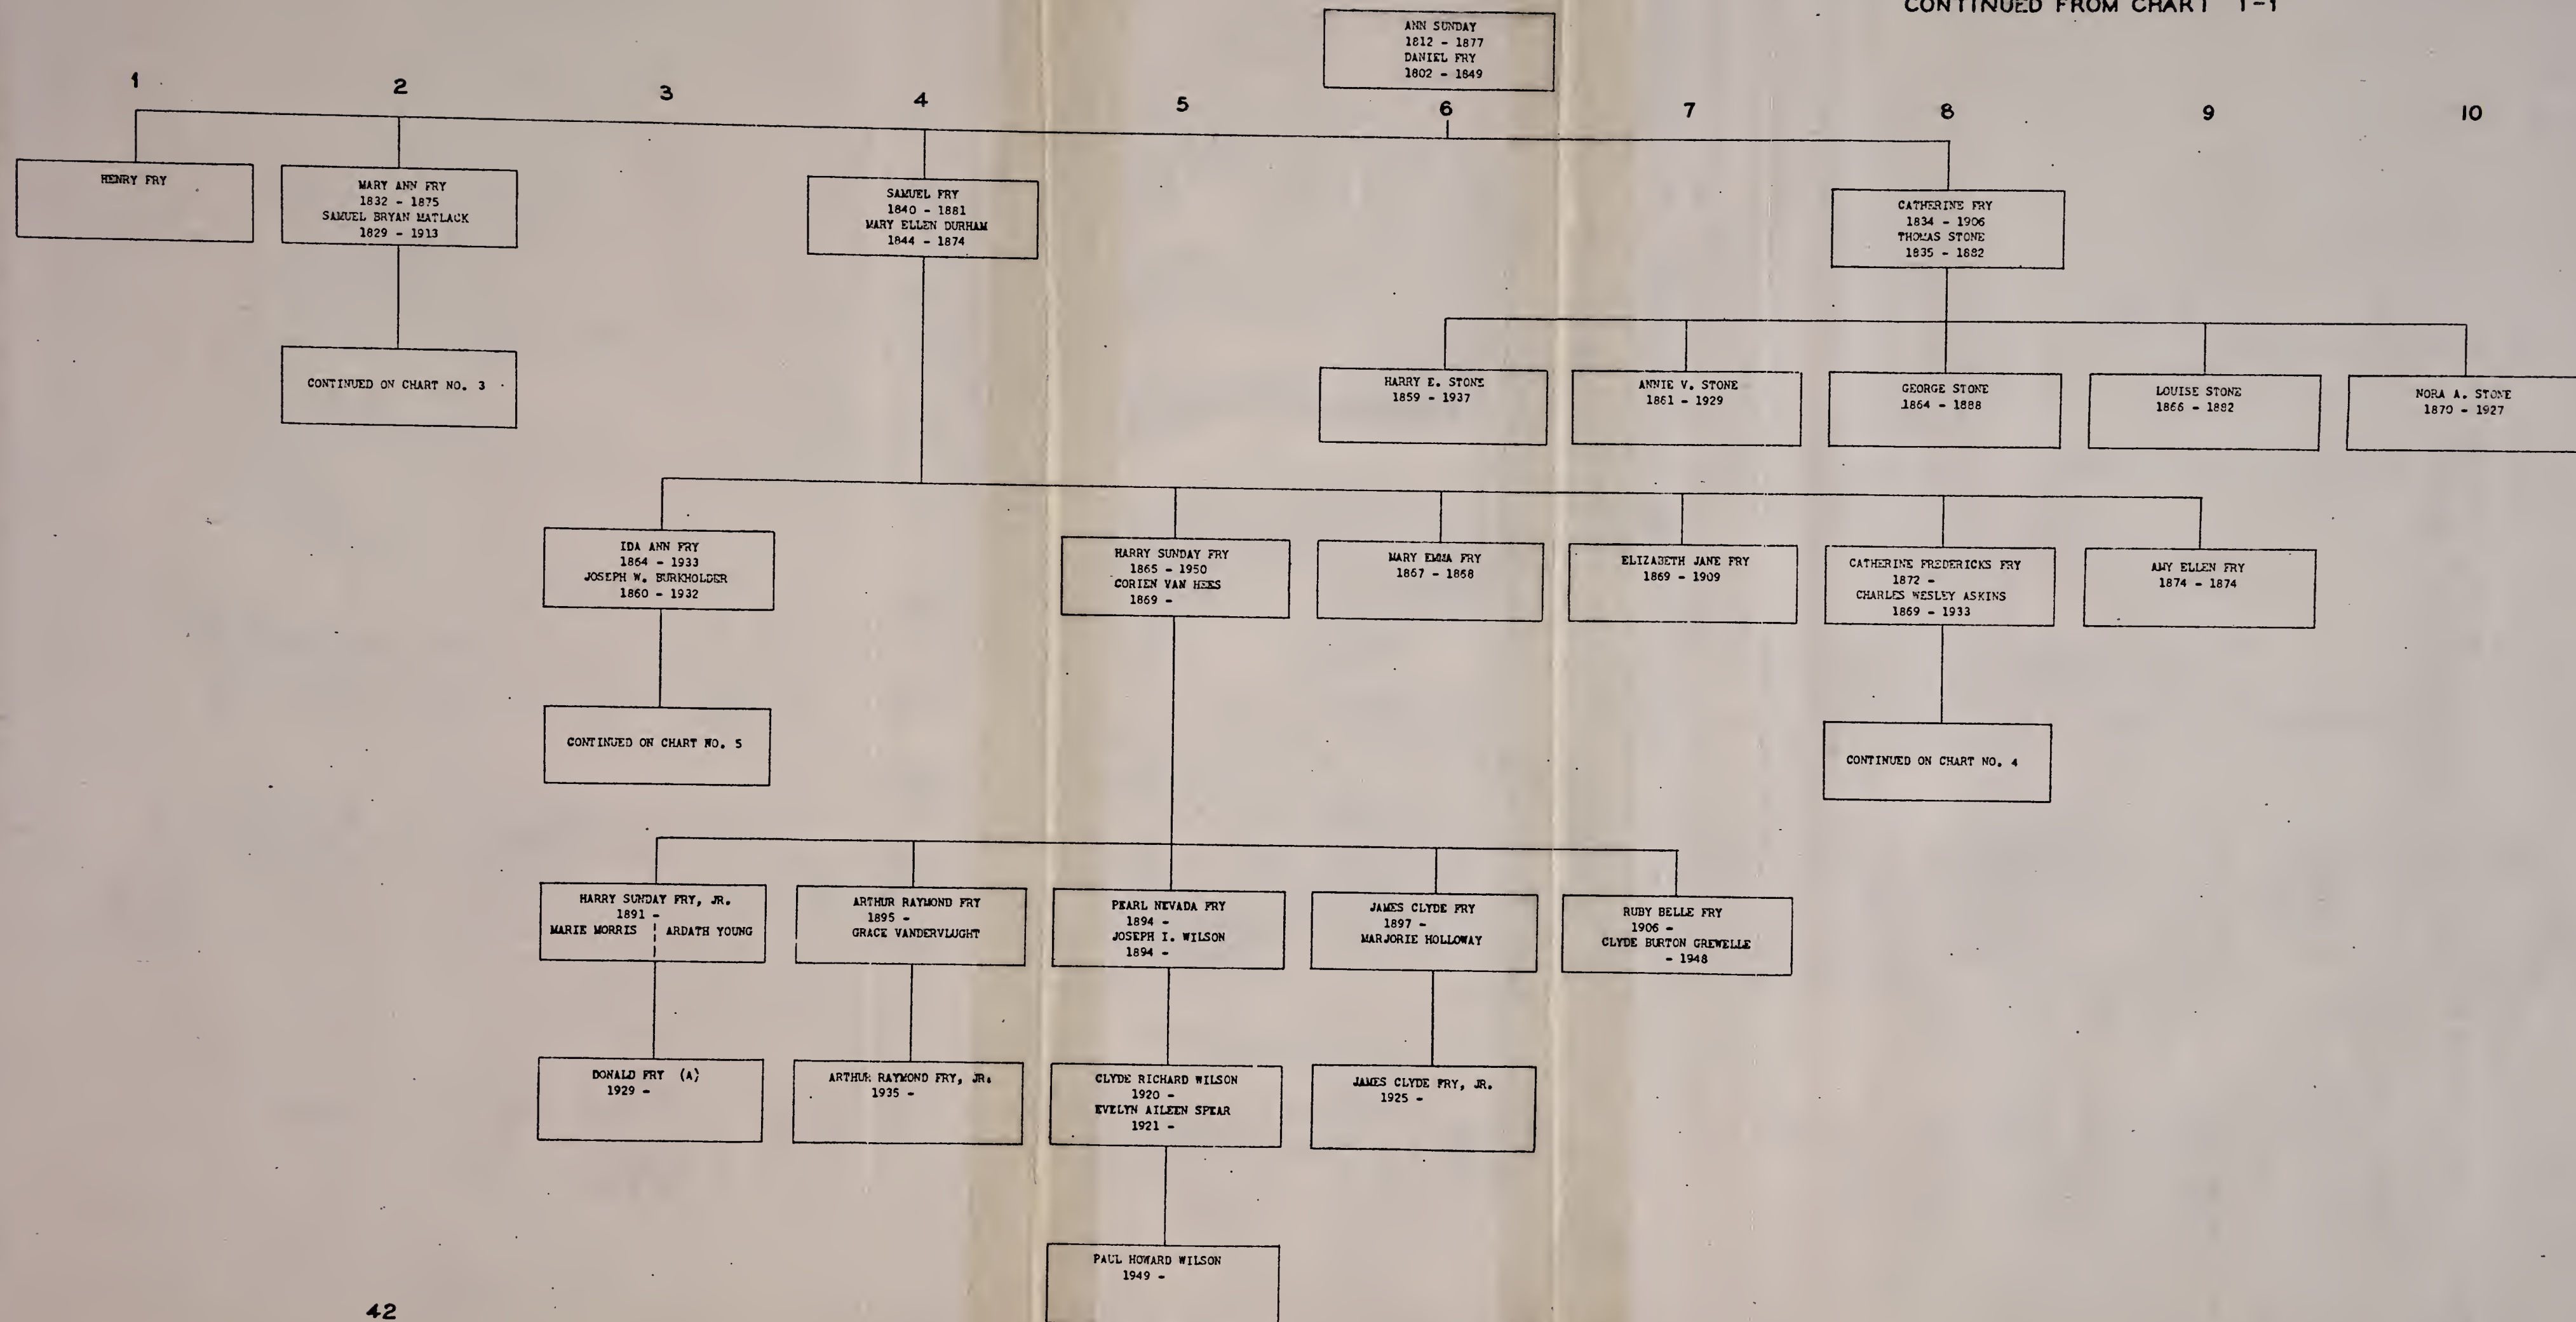 CONTINUED FROM CHART 1-1
ANN SUNDAY
1812 - 1877
DANIEL FRY
1802 - 1849
1
2
3
4
5
6
7
8
9
10
HENRY FRY
MARY ANN FRY
1832 - 1875
SAMUEL BRYAN MATLACK
1829 - 1913
SAMUEL FRY
1840 - 1881
MARY ELLEN DURHAM
1844 - 1874
CATHERINE FRY
1834 - 1906
THOMAS STONE
1835 - 1882
CONTINUED ON CHART NO. 3
HARRY E. STONE
1859 - 1937
ANNIE V. STONE
1861 - 1929
GEORGE STONE
1864 - 1888
LOUISE STONE
1866 - 1892
NORA A. STONE
1870 - 1927
IDA ANN FRY
1864 - 1933
JOSEPH W. BURKHOLDER
1860 - 1932
HARRY SUNDAY FRY
1865 - 1950
CORIEN VAN HEES
1869 -
MARY EMMA FRY
1867 - 1868
ELIZABETH JANE FRY
1869 - 1909
CATHERINE FREDERICKS FRY
1872 -
CHARLES WESLEY ASKINS
1869 - 1933
AMY ELLEN FRY
1874 - 1874
CONTINUED ON CHART NO. 5
CONTINUED ON CHART NO. 4
HARRY SUNDAY FRY, JR.
1891 -
MARIE MORRIS ARDATH YOUNG
ARTHUR RAYMOND FRY
1895 -
GRACE VANDERVLUGHT
PEARL NEVADA FRY
1894 -
JOSEPH I. WILSON
1894 -
JAMES CLYDE FRY
1897 -
MARJORIE HOLLOWAY
RUBY BELLE FRY
1906 -
CLYDE BURTON GREWELLE
- 1948
DONALD FRY (A)
1929 -
ARTHUR RAYMOND FRY, JR.
1935 -
CLYDE RICHARD WILSON
1920 -
EVELYN AILEEN SPEAR
1921 -
JAMES CLYDE FRY, JR.
1925 -
PAUL HOWARD WILSON
1949 -
42